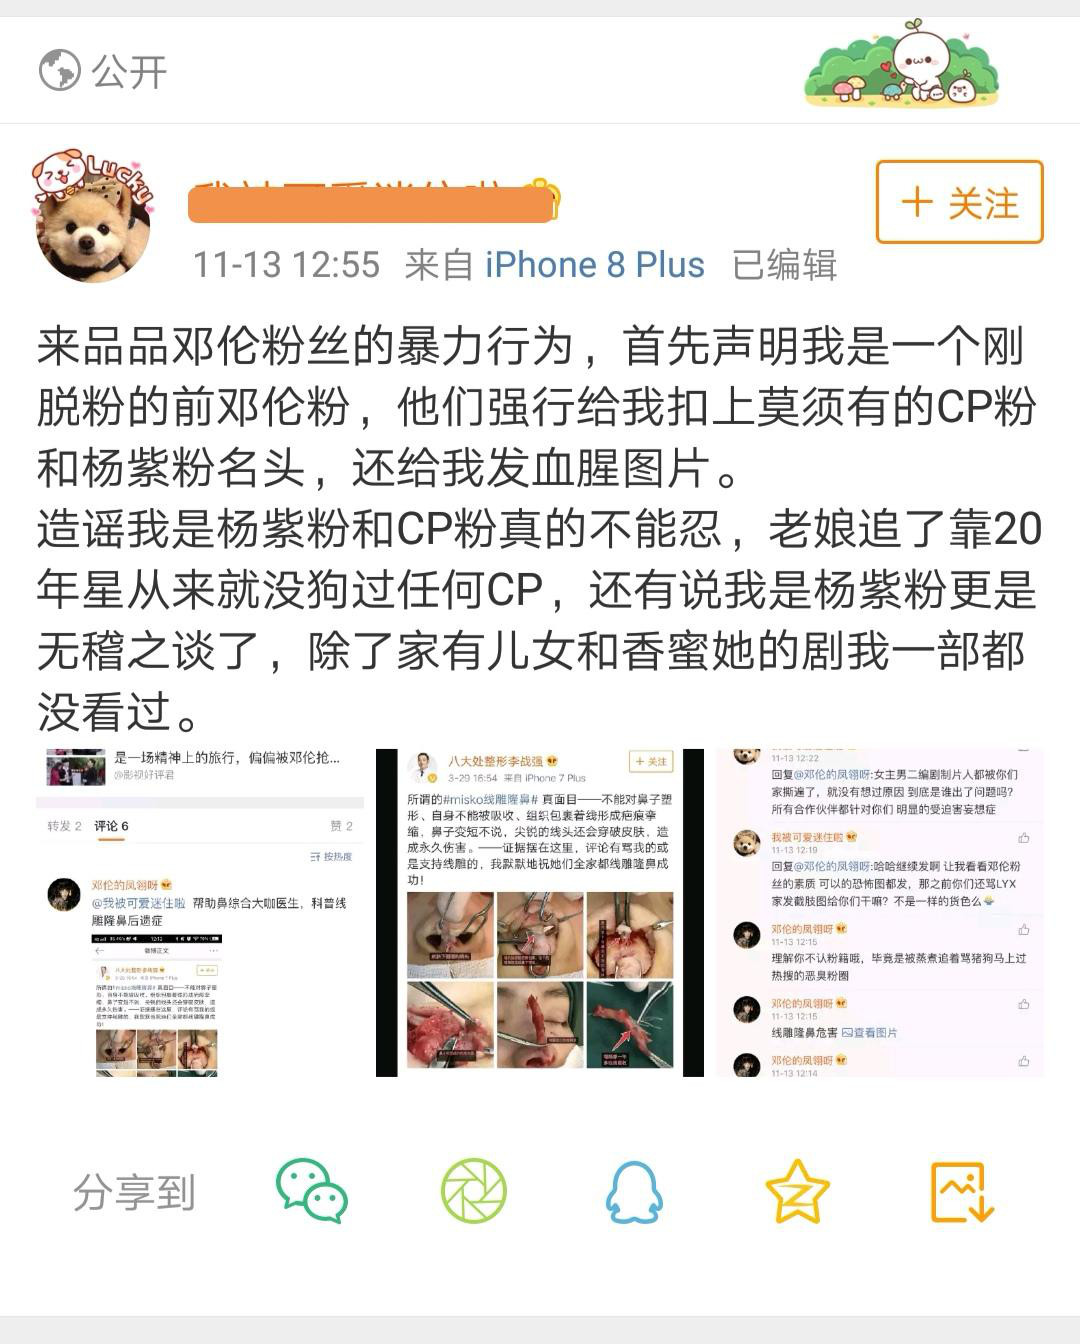 公开
Lucky
+ 关注
11-13 12:55 来自 iPhone 8 Plus 已编辑
来品品邓伦粉丝的暴力行为，首先声明我是一个刚
脱粉的前邓伦粉，他们强行给我扣上莫须有的CP粉
和杨紫粉名头，还给我发血腥图片。
造谣我是杨紫粉和CP粉真的不能忍，老娘追了靠20
年星从来就没狗过任何CP，还有说我是杨紫粉更是
无稽之谈了，除了家有儿女和香蜜她的剧我一部都
没看过。
是一场精神上的旅行，偏偏被邓伦抢...
@影视好评君
转发 2 评论 6 赞 2
按热度
邓伦的凤翎呀
@我被可爱迷住啦 帮助鼻综合大咖医生，科普线
雕隆鼻后遗症
八大处整形李战强
+ 关注
3-29 16:54 来自 iPhone 7 Plus
所谓的#misko线雕隆鼻# 真面目——不能对鼻子塑
形、自身不能被吸收、组织包裹着线形成疤痕挛
缩，鼻子变短不说，尖锐的线头还会穿破皮肤，造
成永久伤害。——证据摆在这里，评论有骂我的或
是支持线雕的，我默默地祝她们全家都线雕隆鼻成
功！
11-13 12:22
回复@邓伦的凤翎呀:女主男二编剧制片人都被你们
家撕遍了，就没有想过原因 到底是谁出了问题吗?
所有合作伙伴都针对你们 明显的受迫害妄想症
我被可爱迷住啦
11-13 12:19
回复@邓伦的凤翎呀:哈哈继续发啊 让我看看邓伦粉
丝的素质 可以的恐怖图都发，那之前你们还骂LYX
家发截肢图给你们干嘛？不是一样的货色么
邓伦的凤翎呀
11-13 12:15
理解你不认粉籍哦，毕竟是被蒸煮追着骂猪狗马上过
热搜的恶臭粉圈
邓伦的凤翎呀
11-13 12:15
线雕隆鼻危害 查看图片
邓伦的凤翎呀
11-13 12:14
分享到